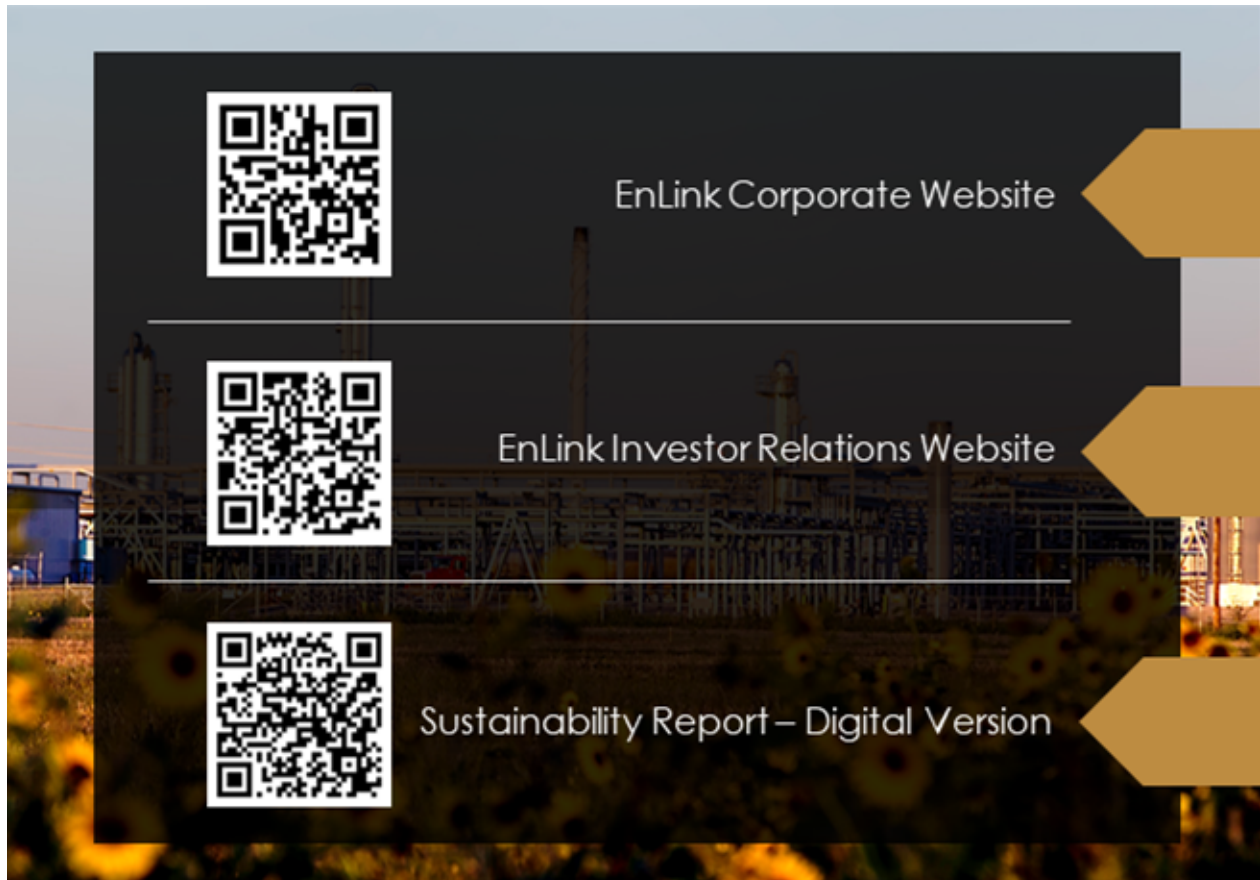 EnLink Corporate Website
EnLink Investor Relations Website
Sustainability Report – Digital Version